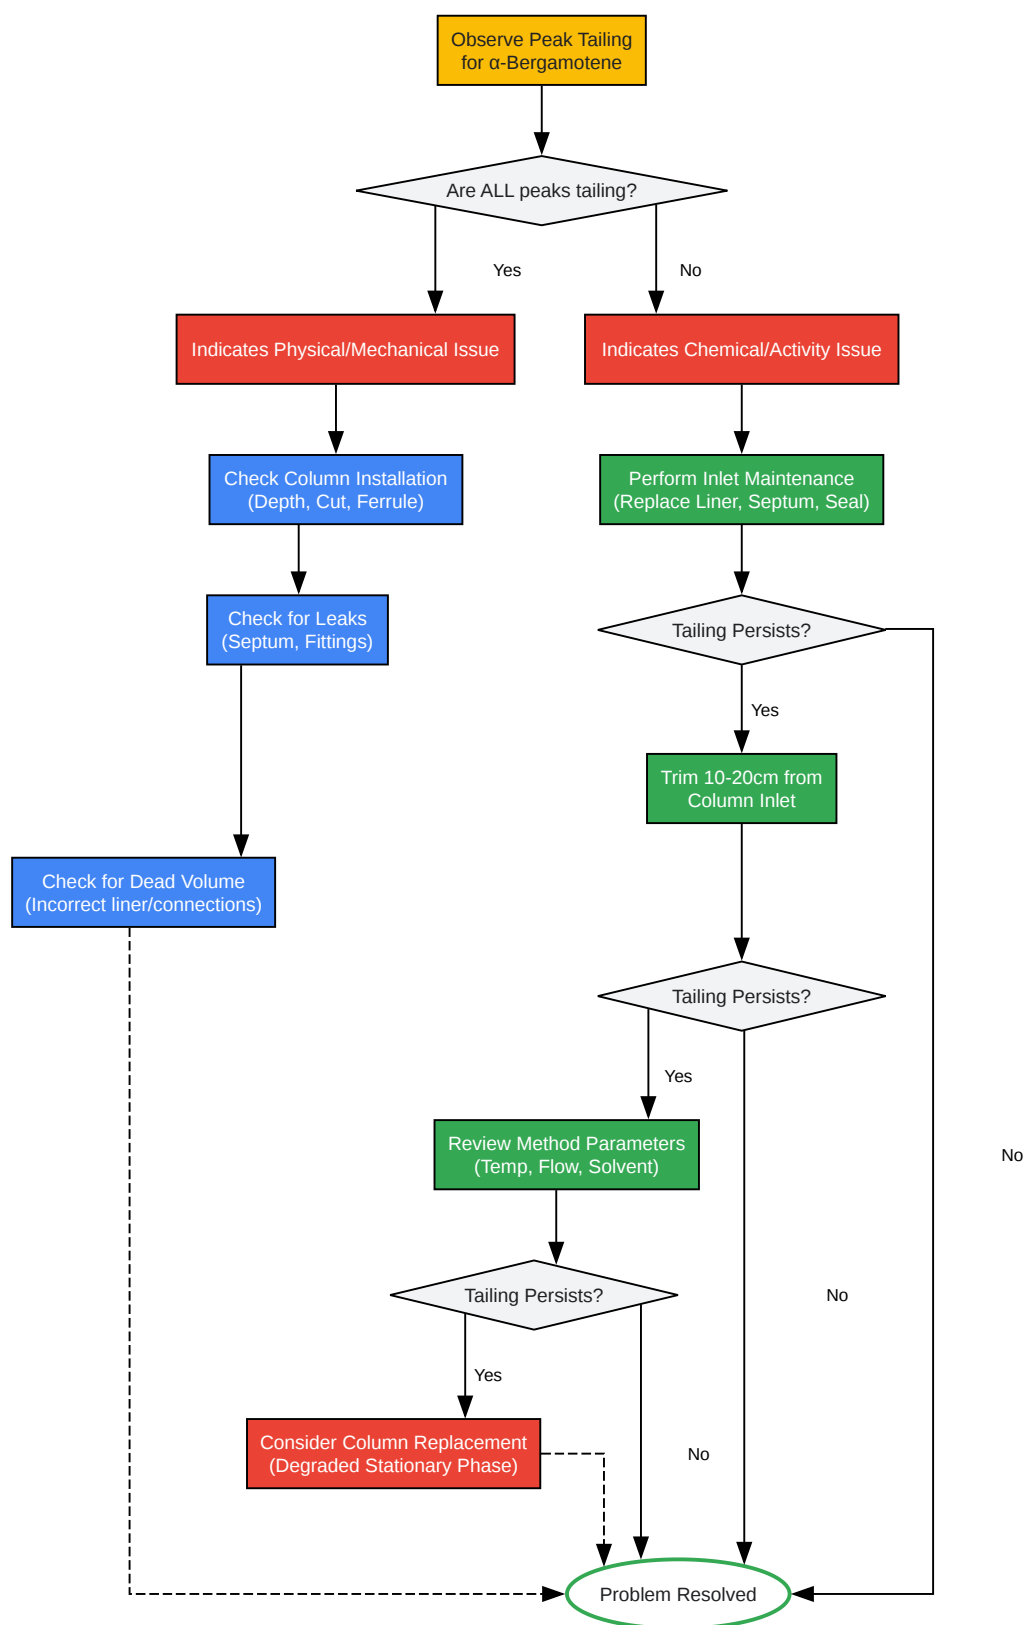 Observe Peak Tailing
for α-Bergamotene
Are ALL peaks tailing?
Yes
No
Indicates Physical/Mechanical Issue
Indicates Chemical/Activity Issue
Check Column Installation
(Depth, Cut, Ferrule)
Perform Inlet Maintenance
(Replace Liner, Septum, Seal)
Check for Leaks
(Septum, Fittings)
Tailing Persists?
Yes
Trim 10-20cm from
Column Inlet
Check for Dead Volume
(Incorrect liner/connections)
Tailing Persists?
Yes
Review Method Parameters
(Temp, Flow, Solvent)
No
Tailing Persists?
No
Yes
Consider Column Replacement
(Degraded Stationary Phase)
No
Problem Resolved